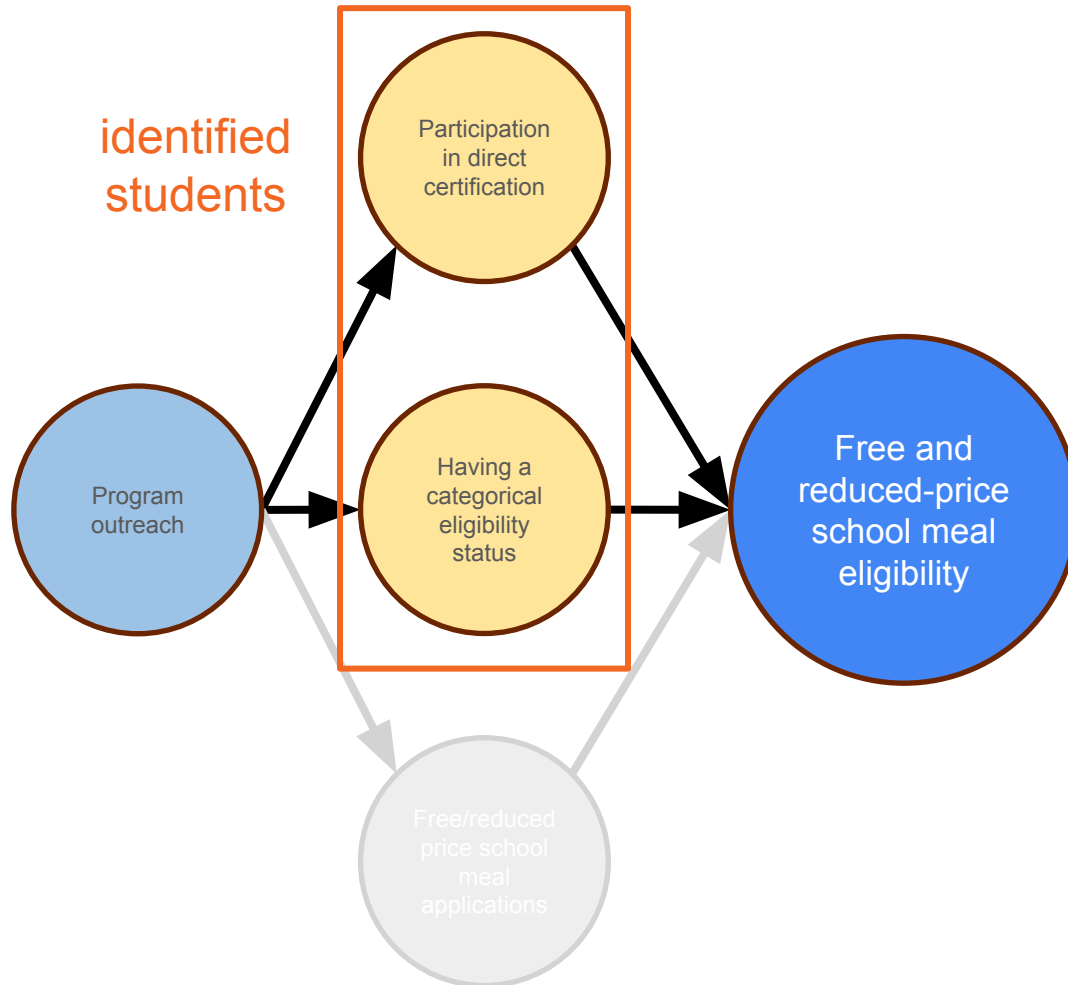 identified
students
Participation
in direct
certification
Program
outreach
Having a
categorical
eligibility
status
Free and
reduced-price
school meal
eligibility
Free/reduced
price school
meal
applications